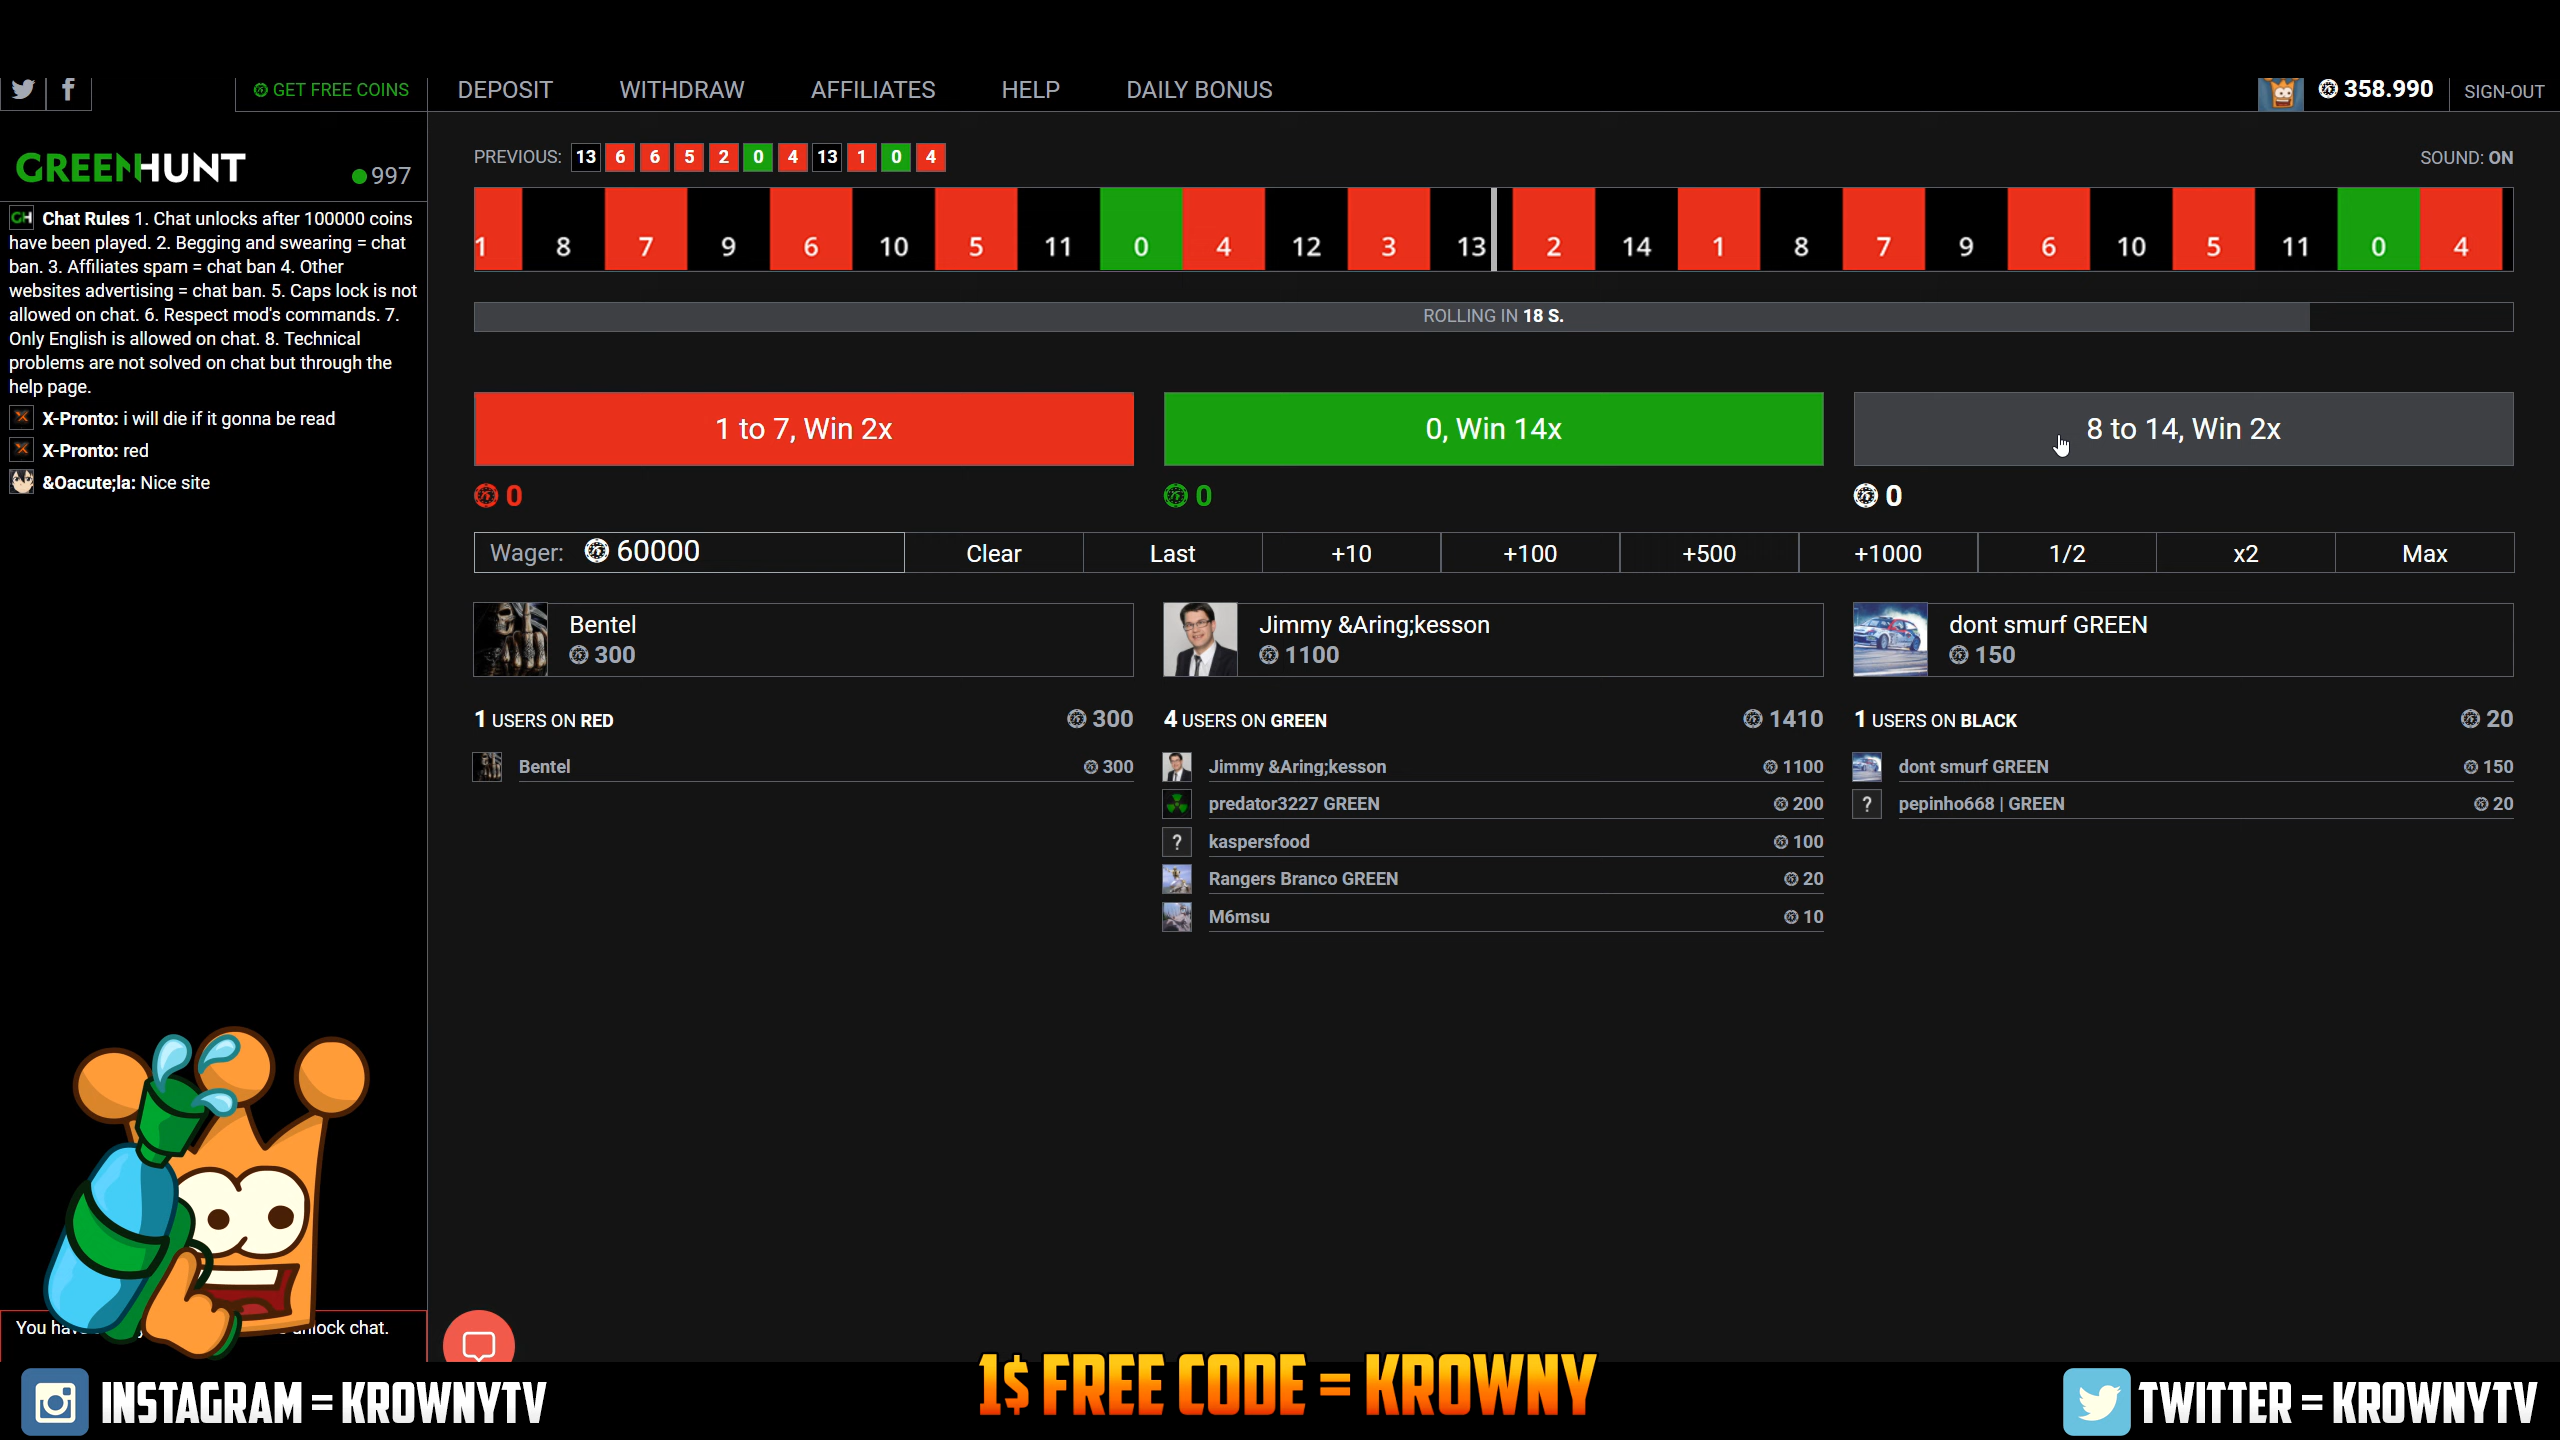 GET FREE COINS
DEPOSIT WITHDRAW AFFILIATES HELP DAILY BONUS
358.990 SIGN-OUT
GREENHUNT
997
GH Chat Rules 1. Chat unlocks after 100000 coins
have been played. 2. Begging and swearing = chat
ban. 3. Affiliates spam = chat ban 4. Other
websites advertising = chat ban. 5. Caps lock is not
allowed on chat. 6. Respect mod's commands. 7.
Only English is allowed on chat. 8. Technical
problems are not solved on chat but through the
help page.
X-Pronto: i will die if it gonna be read
X-Pronto: red
&Oacute;la: Nice site
You
unlock chat.
PREVIOUS: 13 6 6 5 2 0 4 13 1 0 4
SOUND: ON
1 8 7 9 6 10 5 11 0 4 12 3 13 2 14 1 8 7 9 6 10 5 11 0 4
ROLLING IN 18 S.
1 to 7, Win 2x
0, Win 14x
8 to 14, Win 2x
0
0
0
Wager: 60000 Clear Last +10 +100 +500 +1000 1/2 x2 Max
Bentel
300
Jimmy &Aring;kesson
1100
dont smurf GREEN
150
1 USERS ON RED 300
Bentel 300
4 USERS ON GREEN 1410
Jimmy &Aring;kesson 1100
predator3227 GREEN 200
? kaspersfood 100
Rangers Branco GREEN 20
M6msu 10
1 USERS ON BLACK 20
dont smurf GREEN 150
? pepinho668 | GREEN 20
INSTAGRAM = KROWNYTV
1$ FREE CODE = KROWNY
TWITTER = KROWNYTV